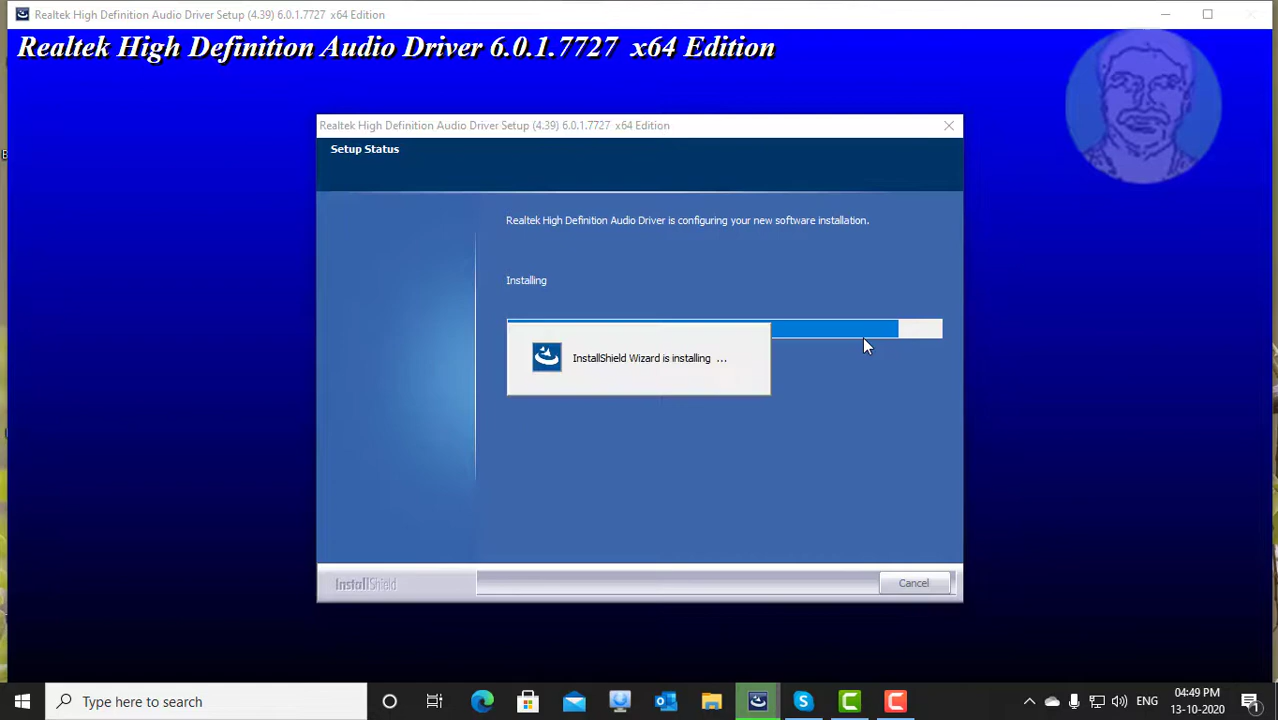 Realtek High Definition Audio Driver Setup (4.39) 6.0.1.7727  x64 Edition
Realtek High Definition Audio Driver 6.0.1.7727  x64 Edition
Realtek High Definition Audio Driver Setup (4.39) 6.0.1.7727  x64 Edition
Setup Status
Realtek High Definition Audio Driver is configuring your new software installation.
Installing
InstallShield Wizard is installing ...
InstallShield
Cancel
Type here to search
ENG
04:49 PM
13-10-2020
1